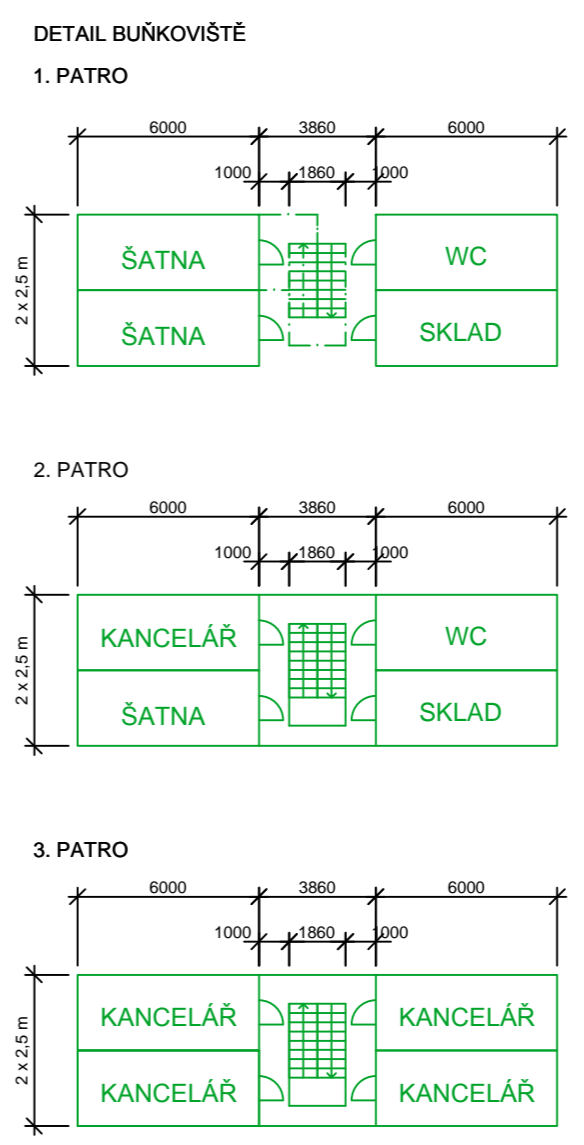 DETAIL BUŇKOVIŠTĚ
1. PATRO
6000 3860 6000
1000 1860 1000
2 x 2,5 m
ŠATNA WC
ŠATNA SKLAD
2. PATRO
6000 3860 6000
1000 1860 1000
2 x 2,5 m
KANCELÁŘ WC
ŠATNA SKLAD
3. PATRO
6000 3860 6000
1000 1860 1000
2 x 2,5 m
KANCELÁŘ KANCELÁŘ
KANCELÁŘ KANCELÁŘ